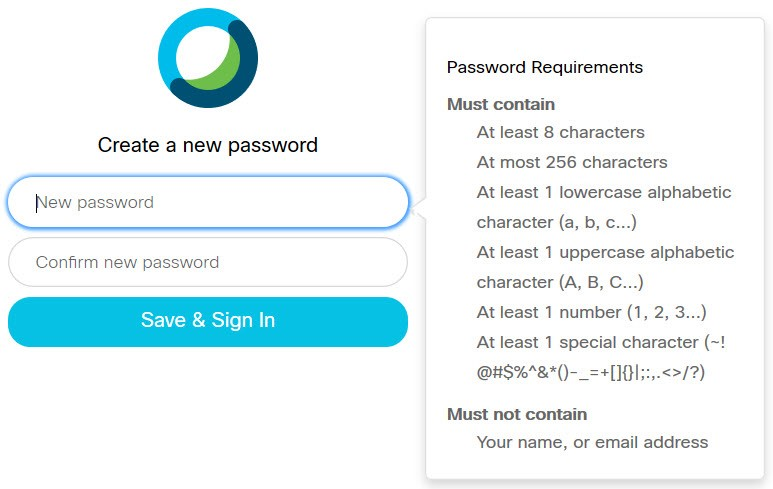 Create a new password
New password
Confirm new password
Save & Sign In
Password Requirements
Must contain
At least 8 characters
At most 256 characters
At least 1 lowercase alphabetic
character (a, b, c...)
At least 1 uppercase alphabetic
character (A, B, C...)
At least 1 number (1, 2, 3...)
At least 1 special character (~!
@#$%^&*()-_=+[]{}|;:,.<>/?)
Must not contain
Your name, or email address